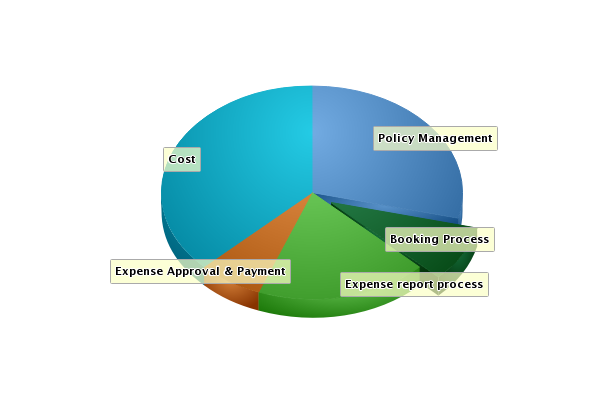 Policy Management
Cost
Booking Process
Expense Approval & Payment
Expense report process